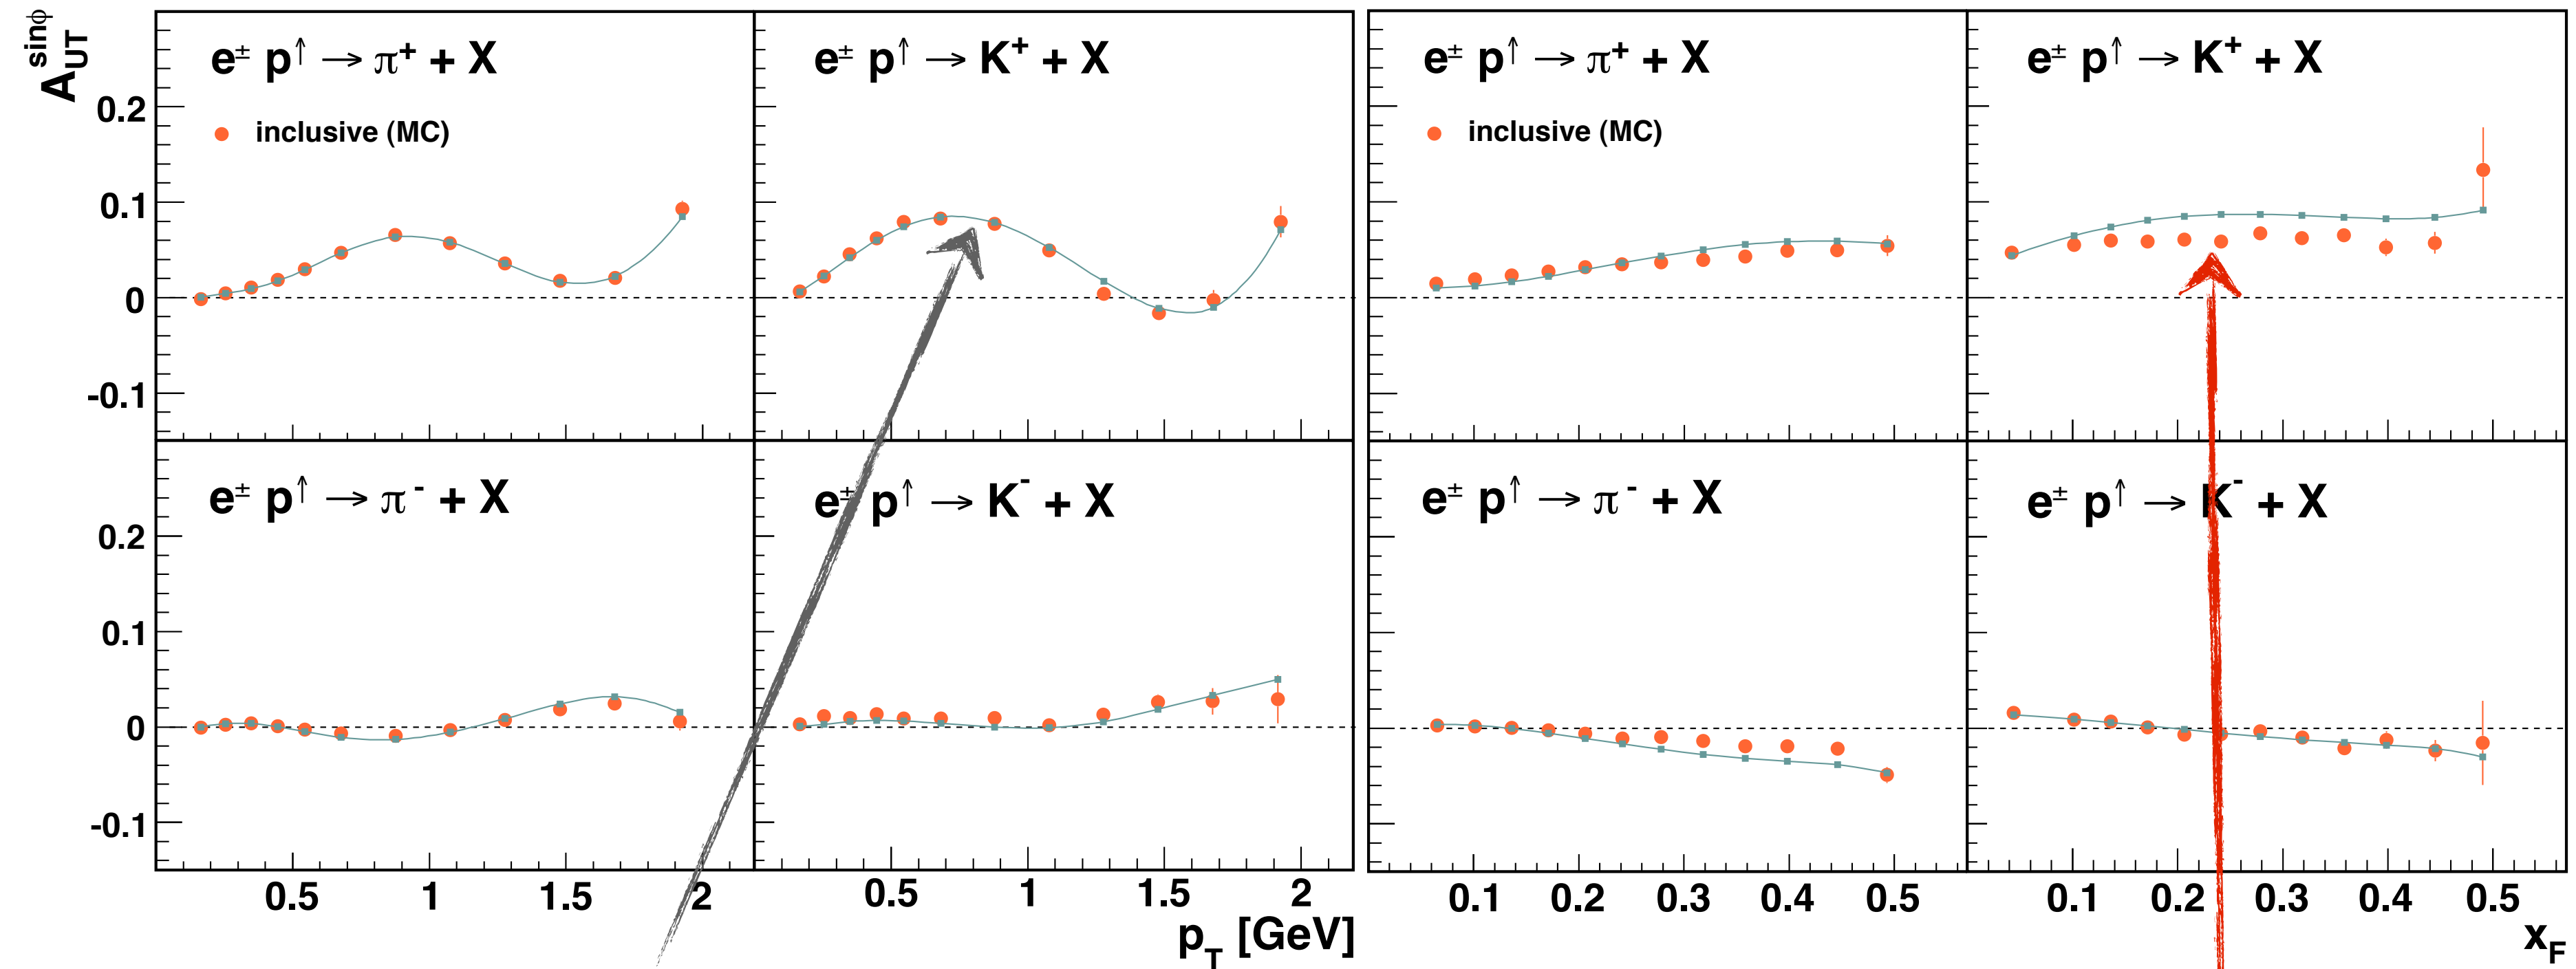 A_UT^sinϕ
e± p↑ → π+ + X
e± p↑ → K+ + X
e± p↑ → π+ + X
e± p↑ → K+ + X
inclusive (MC)
inclusive (MC)
0.2
0.1
0
-0.1
e± p↑ → π- + X
e± p↑ → K- + X
e± p↑ → π- + X
e± p↑ → K- + X
0.2
0.1
0
-0.1
0.5 1 1.5 2 0.5 1 1.5 2 0.1 0.2 0.3 0.4 0.5 0.1 0.2 0.3 0.4 0.5
p_T [GeV] x_F